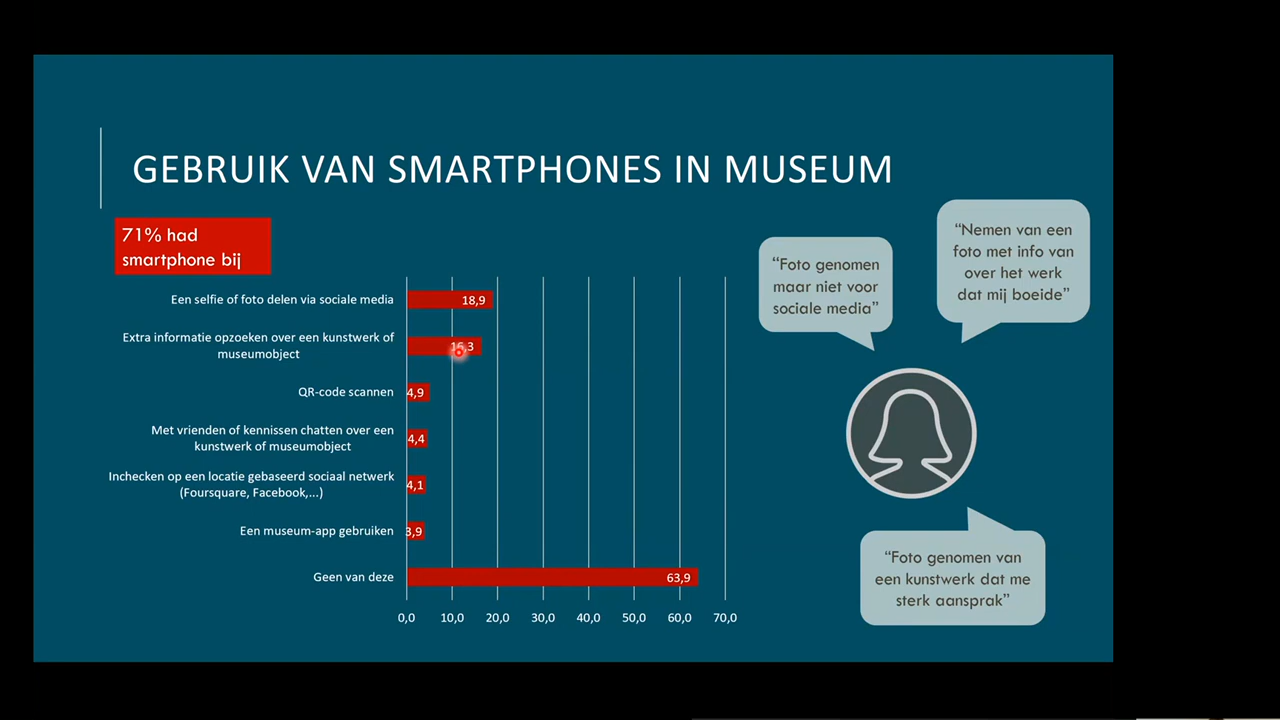 GEBRUIK VAN SMARTPHONES IN MUSEUM
71% had
smartphone bij
Een selfie of foto delen via sociale media
18,9
Extra informatie opzoeken over een kunstwerk of
museumobject
QR-code scannen
4,9
Met vrienden of kennissen chatten over een
kunstwerk of museumobject
4,4
Inchecken op een locatie gebaseerd sociaal netwerk
(Foursquare, Facebook,...)
4,1
Een museum-app gebruiken
3,9
Geen van deze
63,9
0,0 10,0 20,0 30,0 40,0 50,0 60,0 70,0
“Foto genomen
maar niet voor
sociale media”
“Nemen van een
foto met info van
over het werk
dat mij boeide”
“Foto genomen van
een kunstwerk dat me
sterk aansprak”